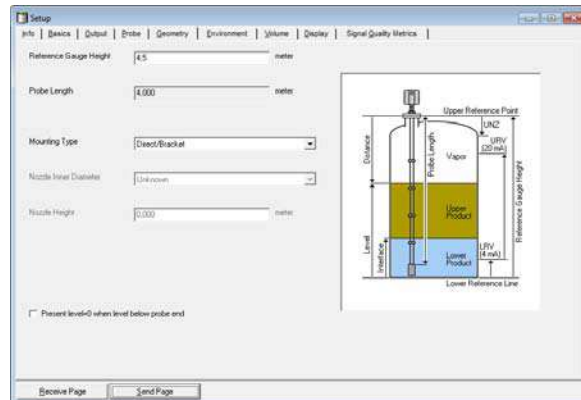 Setup
Info | Basics | Output | Probe | Geometry | Environment | Volume | Display | Signal Quality Metrics |
Reference Gauge Height 4,5 meter
Probe Length 4,000 meter
Mounting Type Direct/Bracket
Nozzle Inner Diameter Unknown
Nozzle Height 0,000 meter
Present level=0 when level below probe end
Upper Reference Point
UNZ
URV
(20 mA)
Distance
Probe Length
Vapor
Reference Gauge Height
Upper
Product
Level
Interface
Lower
Product
LRV
(4 mA)
Lower Reference Line
Receive Page Send Page